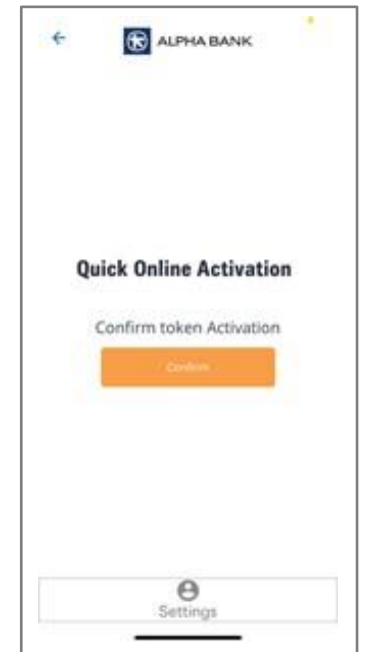 ALPHA BANK
Quick Online Activation
Confirm token Activation
Confirm
Settings